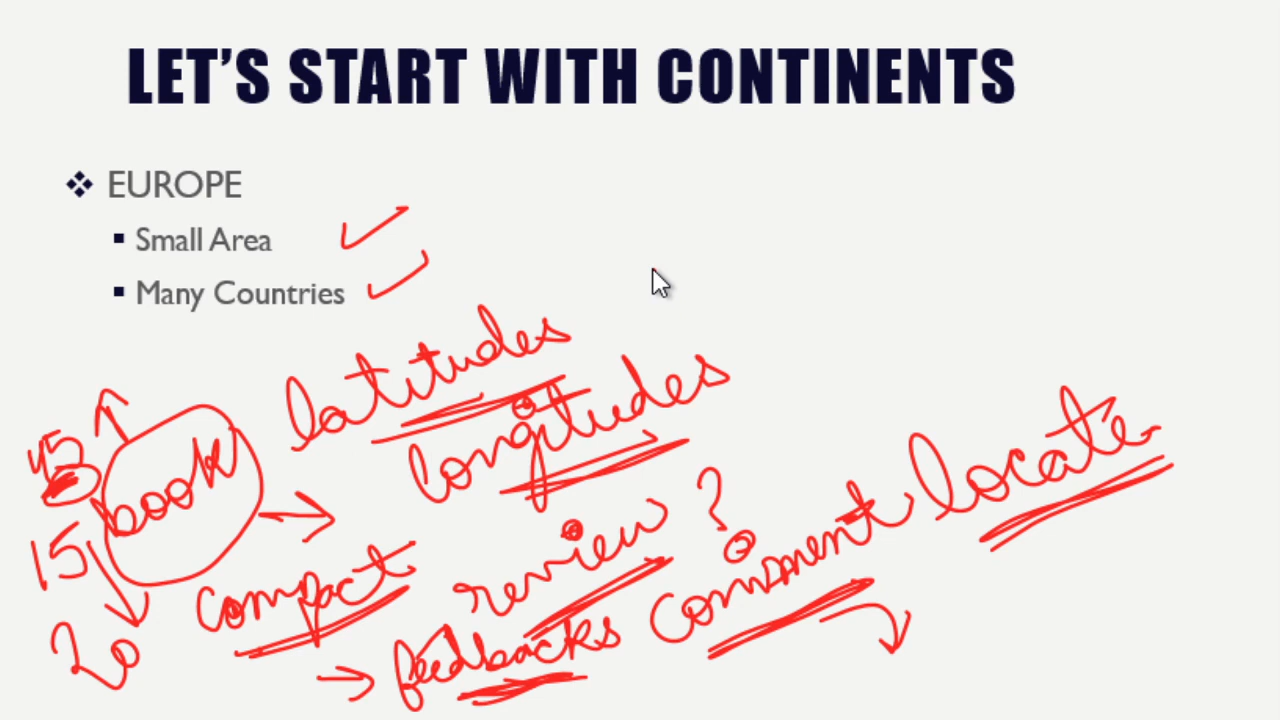 LET'S START WITH CONTINENTS
EUROPE
Small Area
Many Countries
latitudes
longitudes
locate
book
15
20
compact
review ?
comment
feedbacks